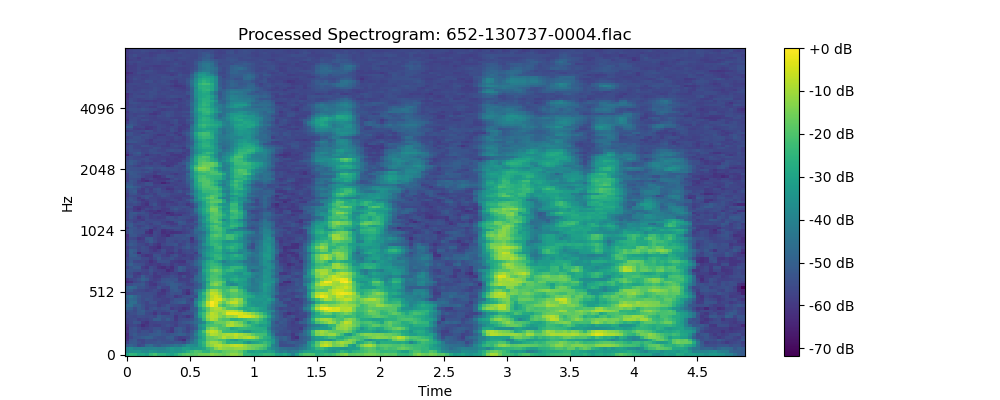 Processed Spectrogram: 652-130737-0004.flac
+0 dB
-10 dB
-20 dB
-30 dB
-40 dB
-50 dB
-60 dB
-70 dB
4096
2048
1024
512
0
Hz
0 0.5 1 1.5 2 2.5 3 3.5 4 4.5
Time